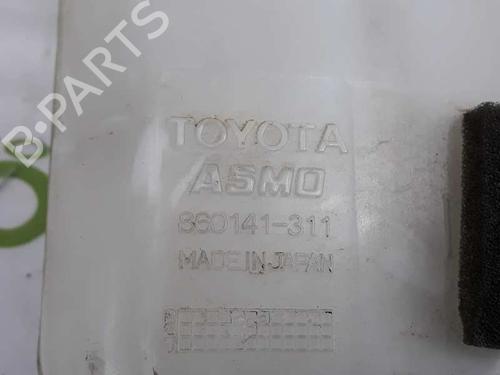 B-PARTS
TOYOTA
ASMO
860141-311
MADE IN JAPAN